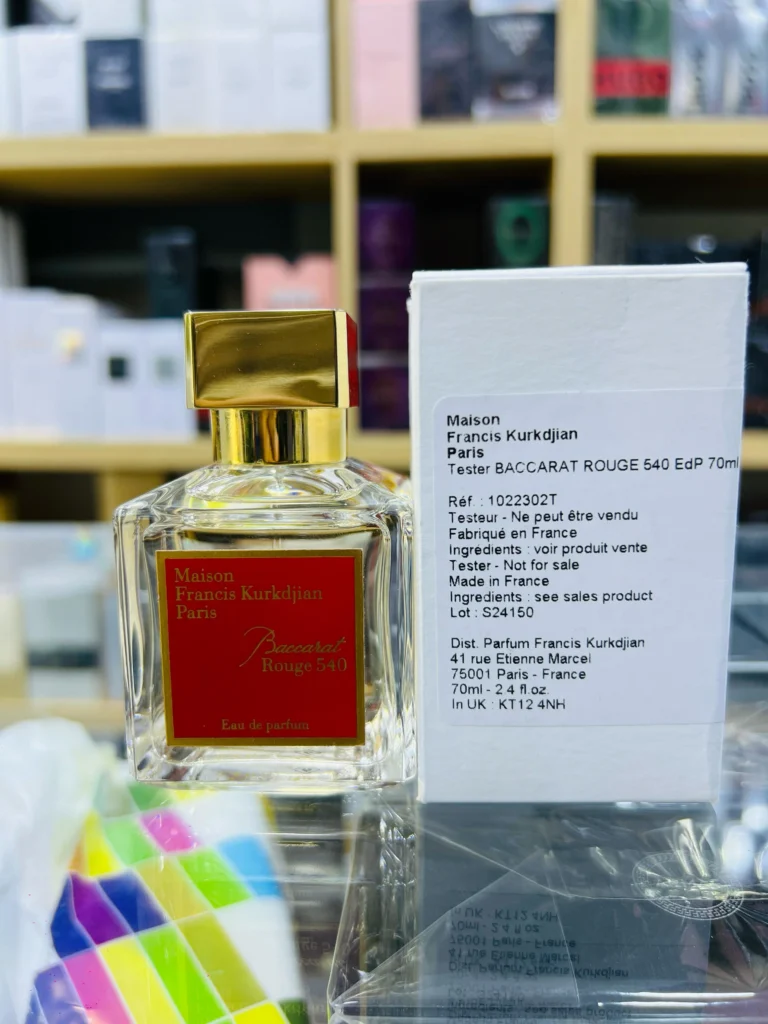 Maison
Francis Kurkdjian
Paris
Baccarat
Rouge 540
Eau de parfum
Maison
Francis Kurkdjian
Paris
Tester BACCARAT ROUGE 540 EdP 70ml
Réf. : 1022302T
Testeur - Ne peut être vendu
Fabriqué en France
Ingrédients : voir produit vente
Tester - Not for sale
Made in France
Ingredients : see sales product
Lot : S24150
Dist. Parfum Francis Kurkdjian
41 rue Etienne Marcel
75001 Paris - France
70ml - 2.4 fl.oz.
In UK : KT12 4NH